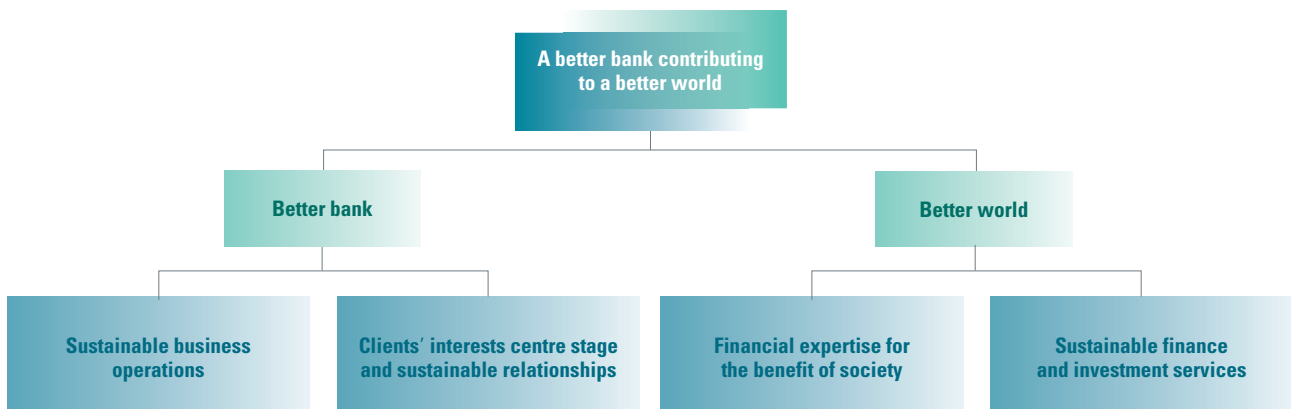 A better bank contributing
to a better world
Better bank
Better world
Sustainable business
operations
Clients’ interests centre stage
and sustainable relationships
Financial expertise for
the benefit of society
Sustainable finance
and investment services